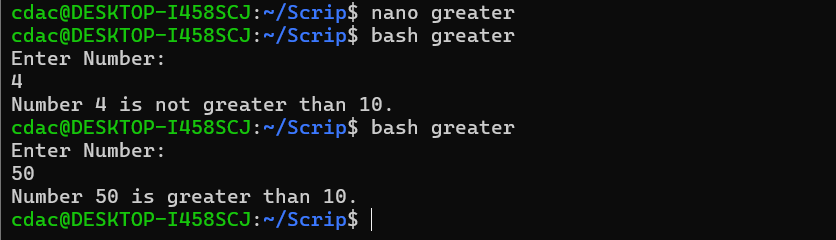 cdac@DESKTOP-I458SCJ:~/Scrip$ nano greater
cdac@DESKTOP-I458SCJ:~/Scrip$ bash greater
Enter Number:
4
Number 4 is not greater than 10.
cdac@DESKTOP-I458SCJ:~/Scrip$ bash greater
Enter Number:
50
Number 50 is greater than 10.
cdac@DESKTOP-I458SCJ:~/Scrip$